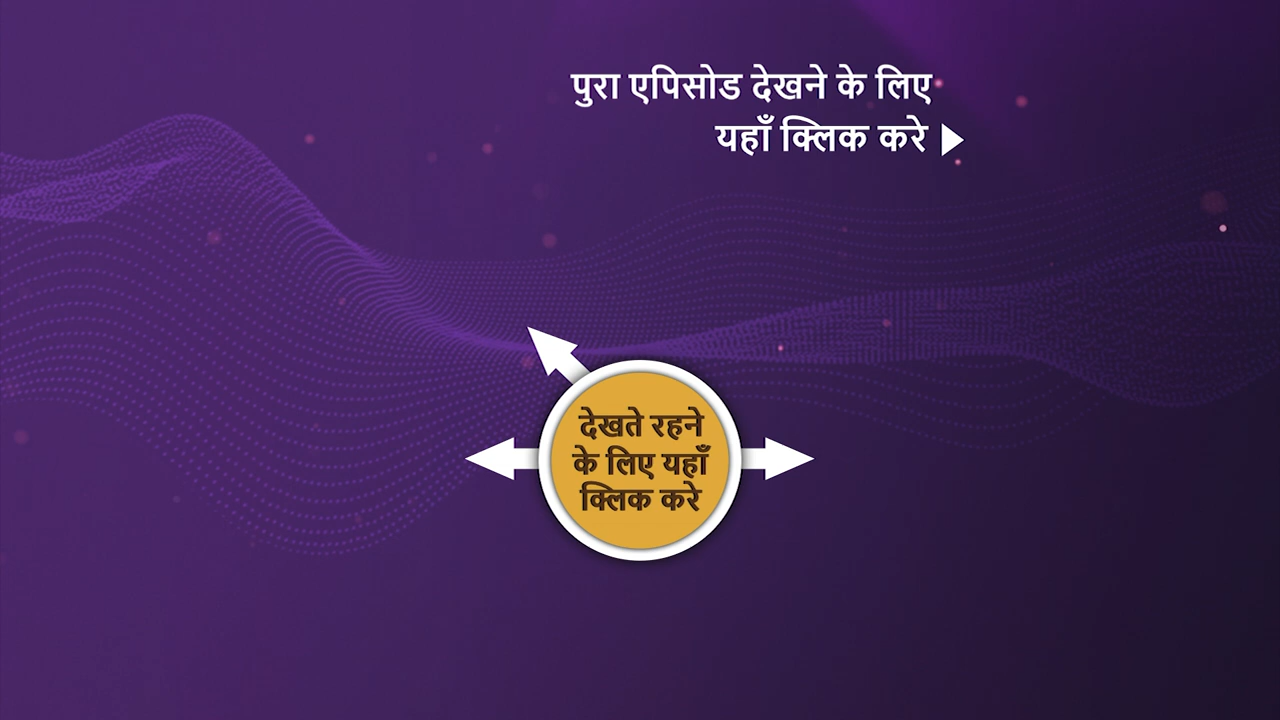 पुरा एपिसोड देखने के लिए
यहाँ क्लिक करे
देखते रहने
के लिए यहाँ
क्लिक करे